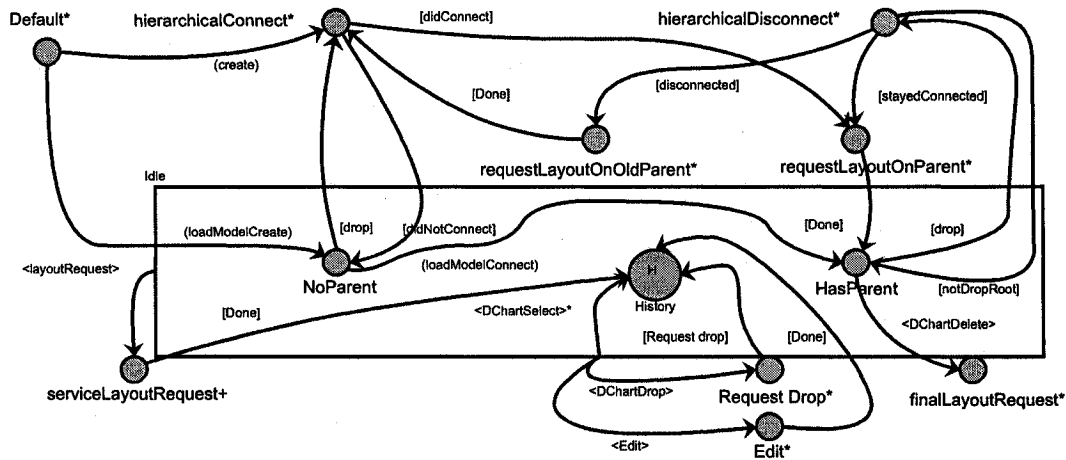 Default*
hierarchicalConnect*
[didConnect]
hierarchicalDisconnect*
(create)
[Done]
[disconnected]
[stayedConnected]
requestLayoutOnOldParent*
requestLayoutOnParent*
Idle
(loadModelCreate)
[drop]
[didNotConnect]
[Done]
[drop]
<layoutRequest>
(loadModelConnect)
NoParent
H
HasParent
[notDropRoot]
[Done]
<DChartSelect>*
History
<DChartDelete>
[Request drop]
[Done]
serviceLayoutRequest+
<DChartDrop>
Request Drop*
finalLayoutRequest*
<Edit>
Edit*